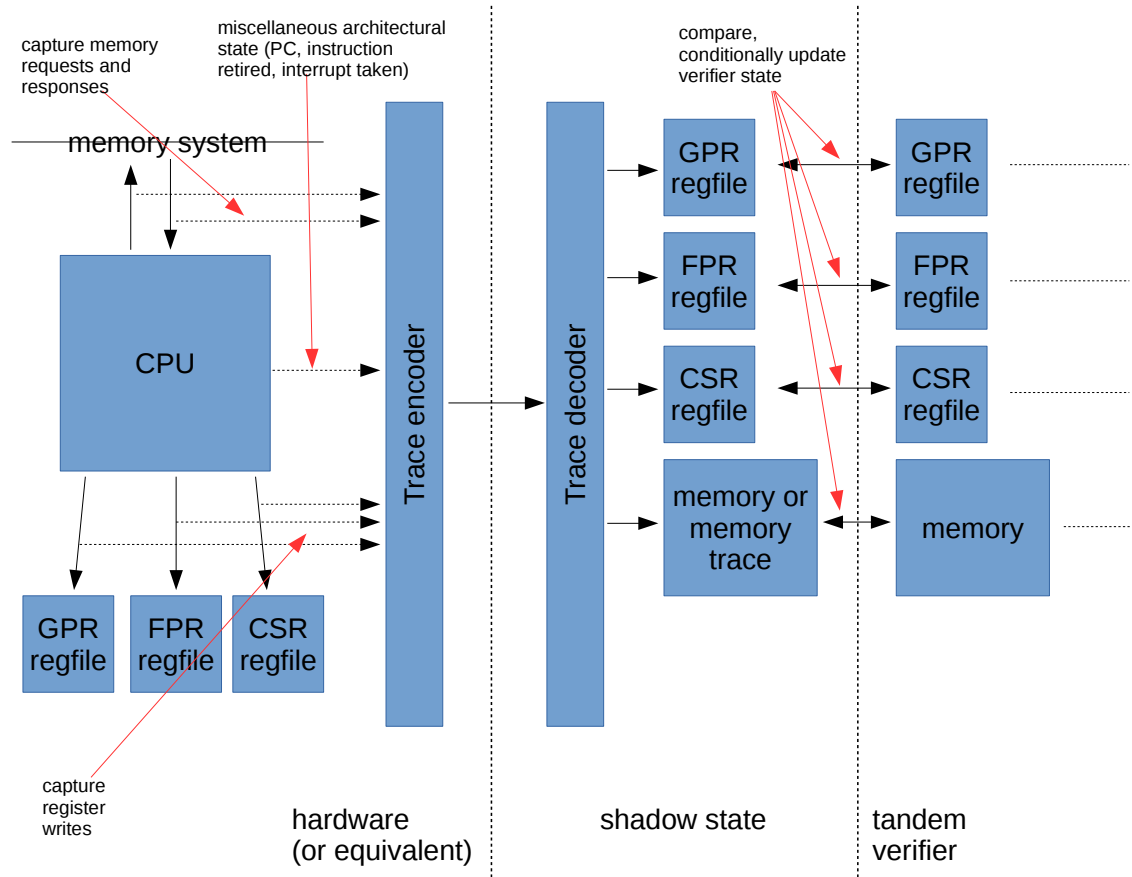 capture memory
requests and
responses
miscellaneous architectural
state (PC, instruction
retired, interrupt taken)
compare,
conditionally update
verifier state
memory system
CPU
GPR
regfile
FPR
regfile
CSR
regfile
Trace encoder
Trace decoder
GPR
regfile
FPR
regfile
CSR
regfile
memory or
memory
trace
GPR
regfile
FPR
regfile
CSR
regfile
memory
capture
register
writes
hardware
(or equivalent)
shadow state
tandem
verifier